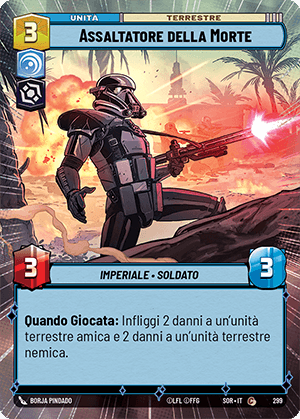 UNITÀ TERRESTRE
3 ASSALTATORE DELLA MORTE
3 3
IMPERIALE • SOLDATO
Quando Giocata: Infliggi 2 danni a un'unità
terrestre amica e 2 danni a un'unità terrestre
nemica.
BORJA PINDADO ©LFL ©FFG SOR • IT C 299